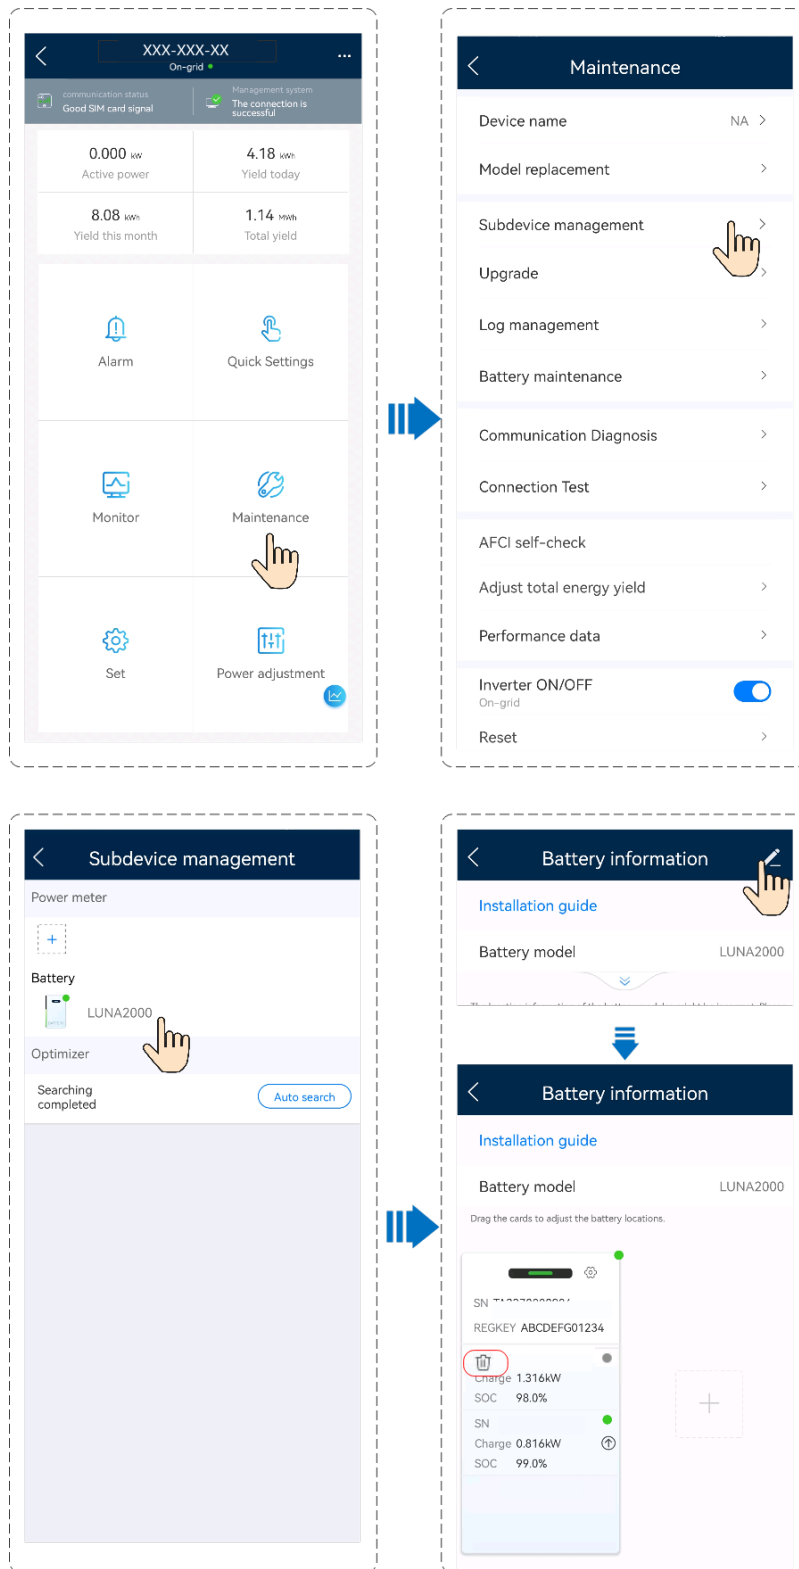 XXX-XXX-XX
On-grid
communication status
Good SIM card signal
Management system
The connection is
successful
0.000 kW
Active power
4.18 kWh
Yield today
8.08 kWh
Yield this month
1.14 MWh
Total yield
Alarm
Quick Settings
Monitor
Maintenance
Set
Power adjustment
Maintenance
Device name NA
Model replacement
Subdevice management
Upgrade
Log management
Battery maintenance
Communication Diagnosis
Connection Test
AFCI self-check
Adjust total energy yield
Performance data
Inverter ON/OFF
On-grid
Reset
Subdevice management
Power meter
Battery
LUNA2000
Optimizer
Searching
completed
Auto search
Battery information
Installation guide
Battery model LUNA2000
Battery information
Installation guide
Battery model LUNA2000
Drag the cards to adjust the battery locations.
SN
REGKEY ABCDEFG01234
Charge 1.316kW
SOC 98.0%
SN
Charge 0.816kW
SOC 99.0%